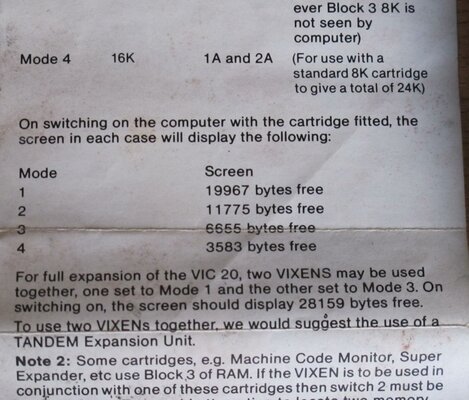 ever Block 3 8K is
not seen by
computer)
Mode 4 16K 1A and 2A (For use with a
standard 8K cartridge
to give a total of 24K)
On switching on the computer with the cartridge fitted, the
screen in each case will display the following:
Mode Screen
1 19967 bytes free
2 11775 bytes free
3 6655 bytes free
4 3583 bytes free
For full expansion of the VIC 20, two VIXENS may be used
together, one set to Mode 1 and the other set to Mode 3. On
switching on, the screen should display 28159 bytes free.
To use two VIXENs together, we would suggest the use of a
TANDEM Expansion Unit.
Note 2: Some cartridges, e.g. Machine Code Monitor, Super
Expander, etc use Block 3 of RAM. If the VIXEN is to be used in
conjunction with one of these cartridges then switch 2 must be